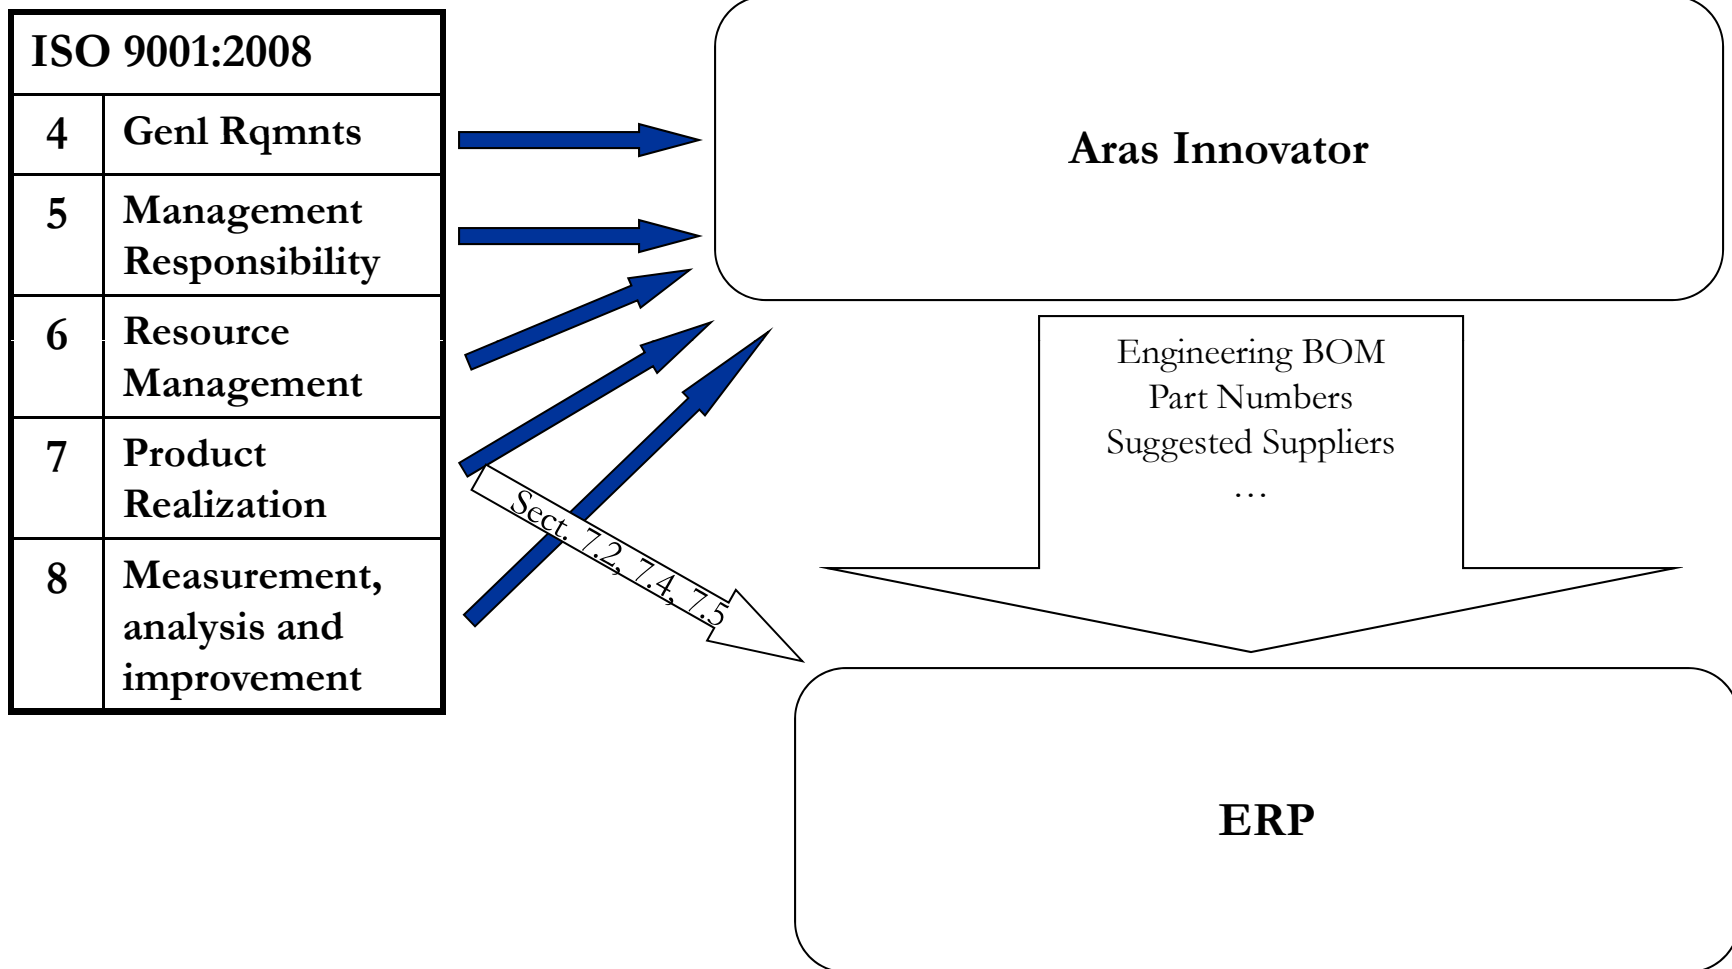 ISO 9001:2008
4 Genl Rqmnts
5 Management
Responsibility
6 Resource
Management
7 Product
Realization
8 Measurement,
analysis and
improvement
Sect. 7.2, 7.4, 7.5
Aras Innovator
Engineering BOM
Part Numbers
Suggested Suppliers
…
ERP